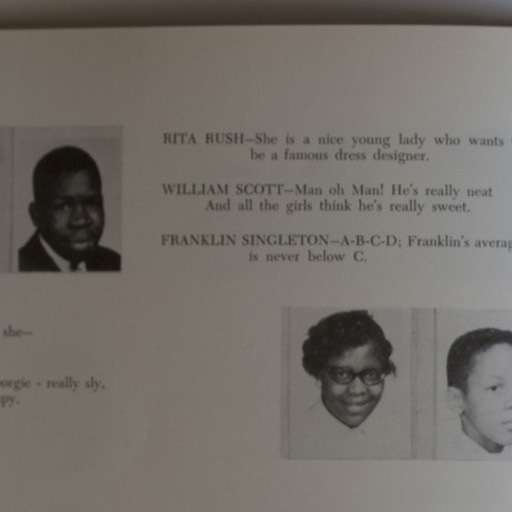 RITA RUSH—She is a nice young lady who wants
be a famous dress designer.
WILLIAM SCOTT—Man oh Man! He's really neat
And all the girls think he's really sweet.
FRANKLIN SINGLETON—A-B-C-D; Franklin's averag
is never below C.
she—
orgie - really sly,
py.